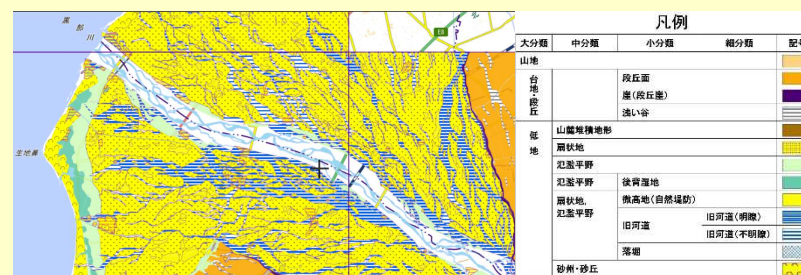 黒部川
生地鼻
E8
凡例
大分類 中分類 小分類 細分類 記号
山地
台地・段丘 段丘面
崖(段丘崖)
浅い谷
低地 山麓堆積地形
扇状地
氾濫平野
氾濫平野 後背湿地
扇状地、氾濫平野 微高地(自然堤防)
旧河道 旧河道(明瞭)
旧河道(不明瞭)
落堀
砂州・砂丘